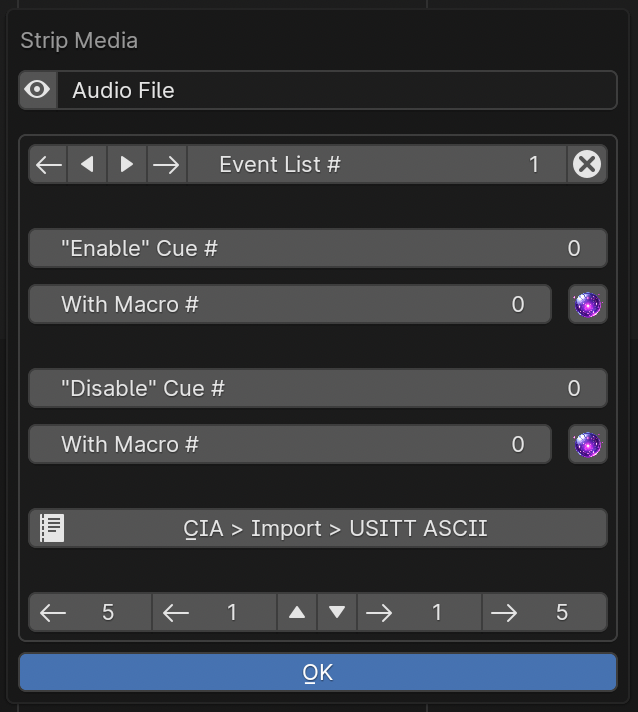 Strip Media
Audio File
Event List # 1
"Enable" Cue # 0
With Macro # 0
"Disable" Cue # 0
With Macro # 0
CIA > Import > USITT ASCII
← 5 ← 1 ▲ ▼ → 1 → 5
OK